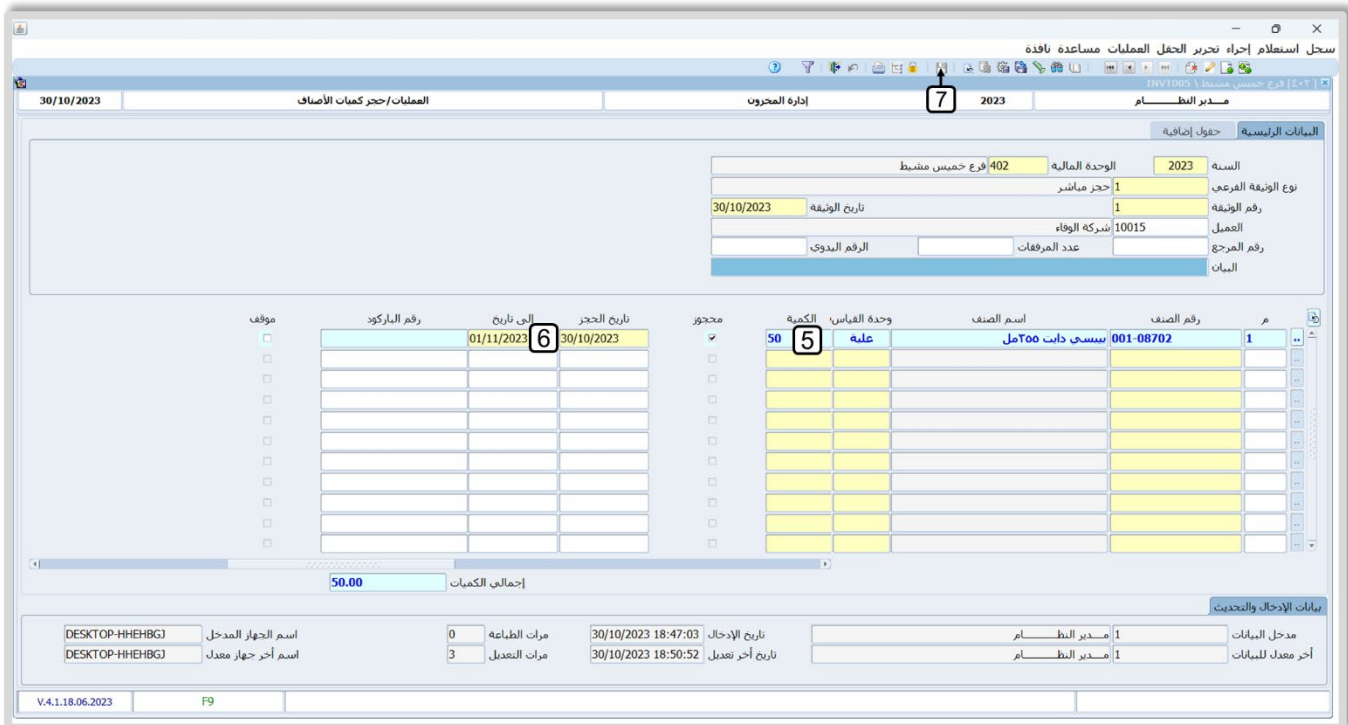 سجل استعلام إجراء تحرير الحقل العمليات مساعدة نافذة
[٤٠٢] فرع خميس مشيط \ INVT005
7
مـــدير النظـــــــــام 2023 إدارة المخزون العمليات/حجز كميات الأصناف 30/10/2023
البيانات الرئيسية حقول إضافية
السنة 2023 الوحدة المالية 402 فرع خميس مشيط
نوع الوثيقة الفرعي 1 حجز مباشر
رقم الوثيقة 1 تاريخ الوثيقة 30/10/2023
العميل 10015 شركة الوفاء
رقم المرجع عدد المرفقات الرقم اليدوي
البيان
م رقم الصنف اسم الصنف وحدة القياس الكمية محجوز تاريخ الحجز إلى تاريخ رقم الباركود موقف
1 001-08702 بيبسي دايت ٢٥٥مل علبة 5 50 30/10/2023 6 01/11/2023
إجمالي الكميات 50.00
بيانات الإدخال والتحديث
مدخل البيانات 1 مـــدير النظـــــــــام تاريخ الإدخال 30/10/2023 18:47:03 مرات الطباعة 0 اسم الجهاز المدخل DESKTOP-HHEHBGJ
أخر معدل للبيانات 1 مـــدير النظـــــــــام تاريخ أخر تعديل 30/10/2023 18:50:52 مرات التعديل 3 اسم أخر جهاز معدل DESKTOP-HHEHBGJ
V.4.1.18.06.2023 F9